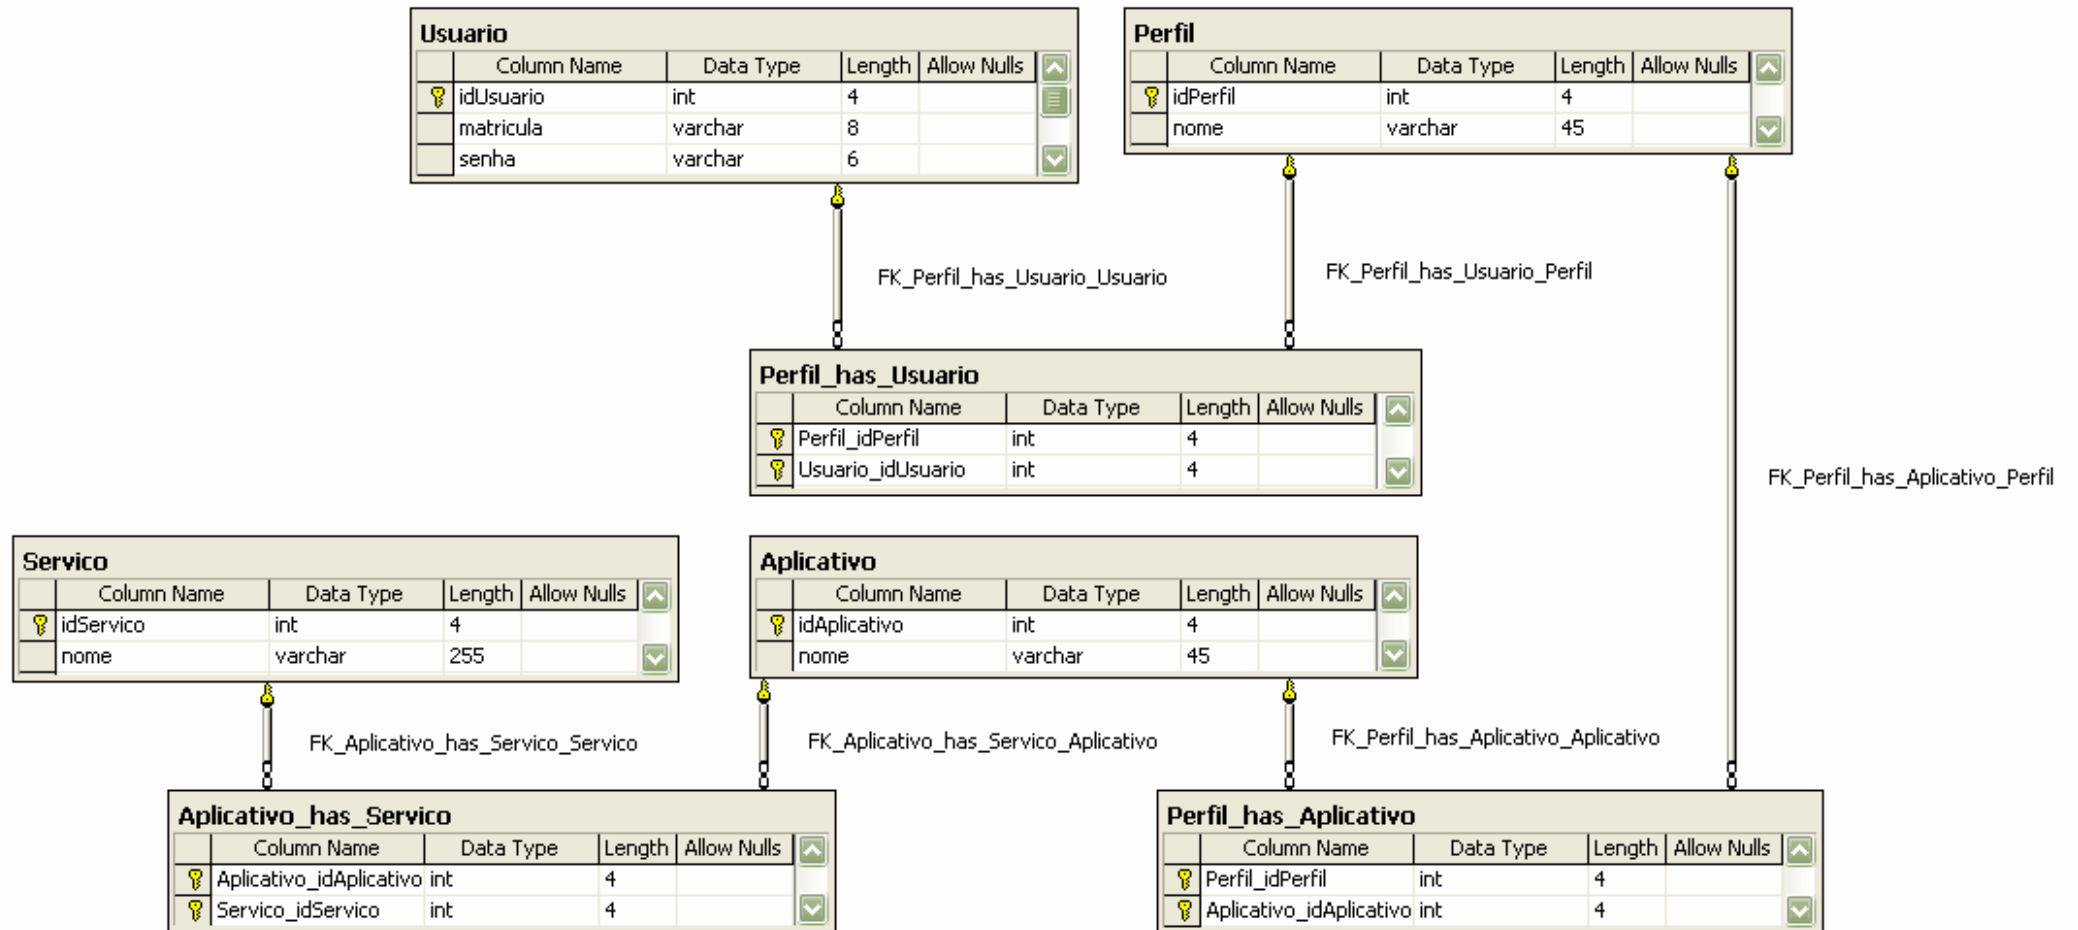 Usuario
Column Name Data Type Length Allow Nulls
idUsuario int 4
matricula varchar 8
senha varchar 6
Perfil
Column Name Data Type Length Allow Nulls
idPerfil int 4
nome varchar 45
FK_Perfil_has_Usuario_Usuario
FK_Perfil_has_Usuario_Perfil
Perfil_has_Usuario
Column Name Data Type Length Allow Nulls
Perfil_idPerfil int 4
Usuario_idUsuario int 4
FK_Perfil_has_Aplicativo_Perfil
Servico
Column Name Data Type Length Allow Nulls
idServico int 4
nome varchar 255
Aplicativo
Column Name Data Type Length Allow Nulls
idAplicativo int 4
nome varchar 45
FK_Aplicativo_has_Servico_Servico
FK_Aplicativo_has_Servico_Aplicativo
FK_Perfil_has_Aplicativo_Aplicativo
Aplicativo_has_Servico
Column Name Data Type Length Allow Nulls
Aplicativo_idAplicativo int 4
Servico_idServico int 4
Perfil_has_Aplicativo
Column Name Data Type Length Allow Nulls
Perfil_idPerfil int 4
Aplicativo_idAplicativo int 4